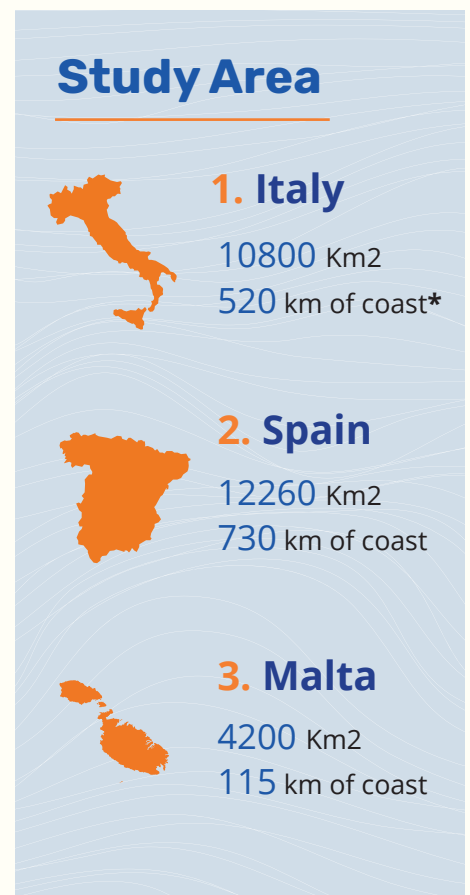 Study Area
1. Italy
10800 Km2
520 km of coast*
2. Spain
12260 Km2
730 km of coast
3. Malta
4200 Km2
115 km of coast